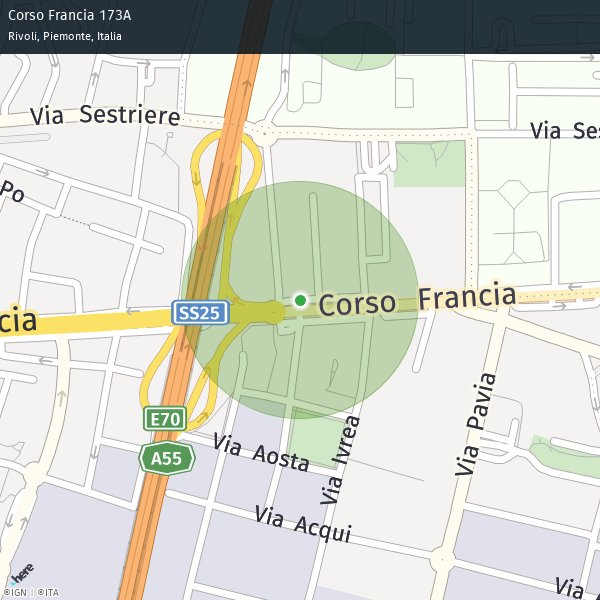 Corso Francia 173A
Rivoli, Piemonte, Italia
Via Sestriere
Via Ses
Po
Corso Francia
SS25
cia
E70
A55
Via Aosta
Via Ivrea
Via Pavia
Via Acqui
Via A
here
©IGN | ©ITA